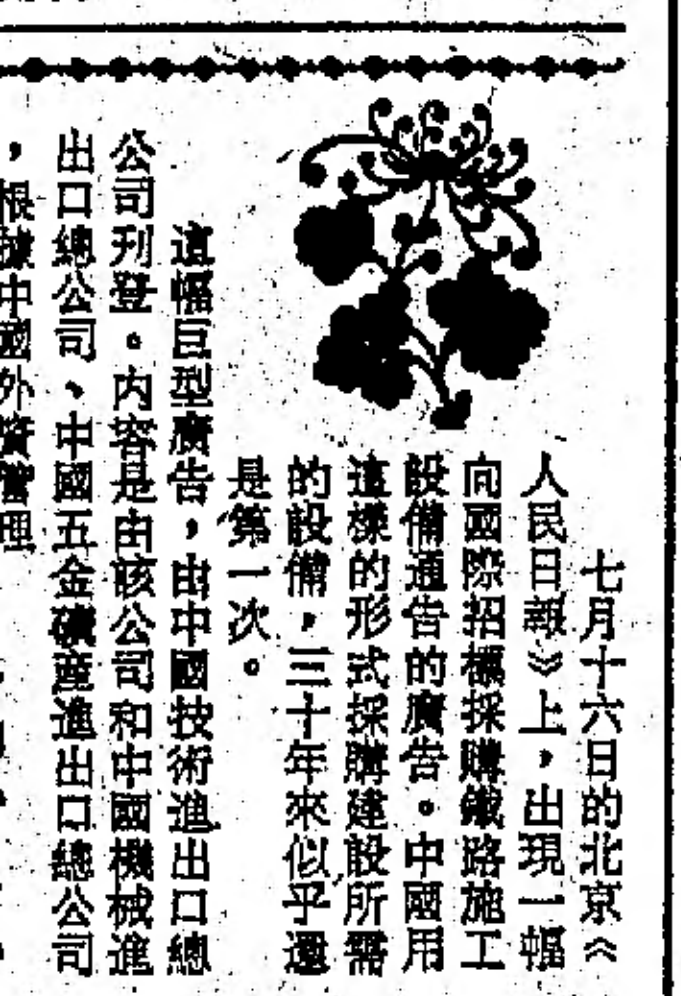 七月十六日的北京《
人民日報》上，出現一幅
向國際招標採購鐵路施工
設備通告的廣告。中國用
這樣的形式採購建設所需
的設備，三十年來似乎還
是第一次。
這幅巨型廣告，由中國技術進出口總
公司刋登。内容是由該公司和中國機械進
出口總公司、中國五金礦產進出口總公司
，根據中國外資管理